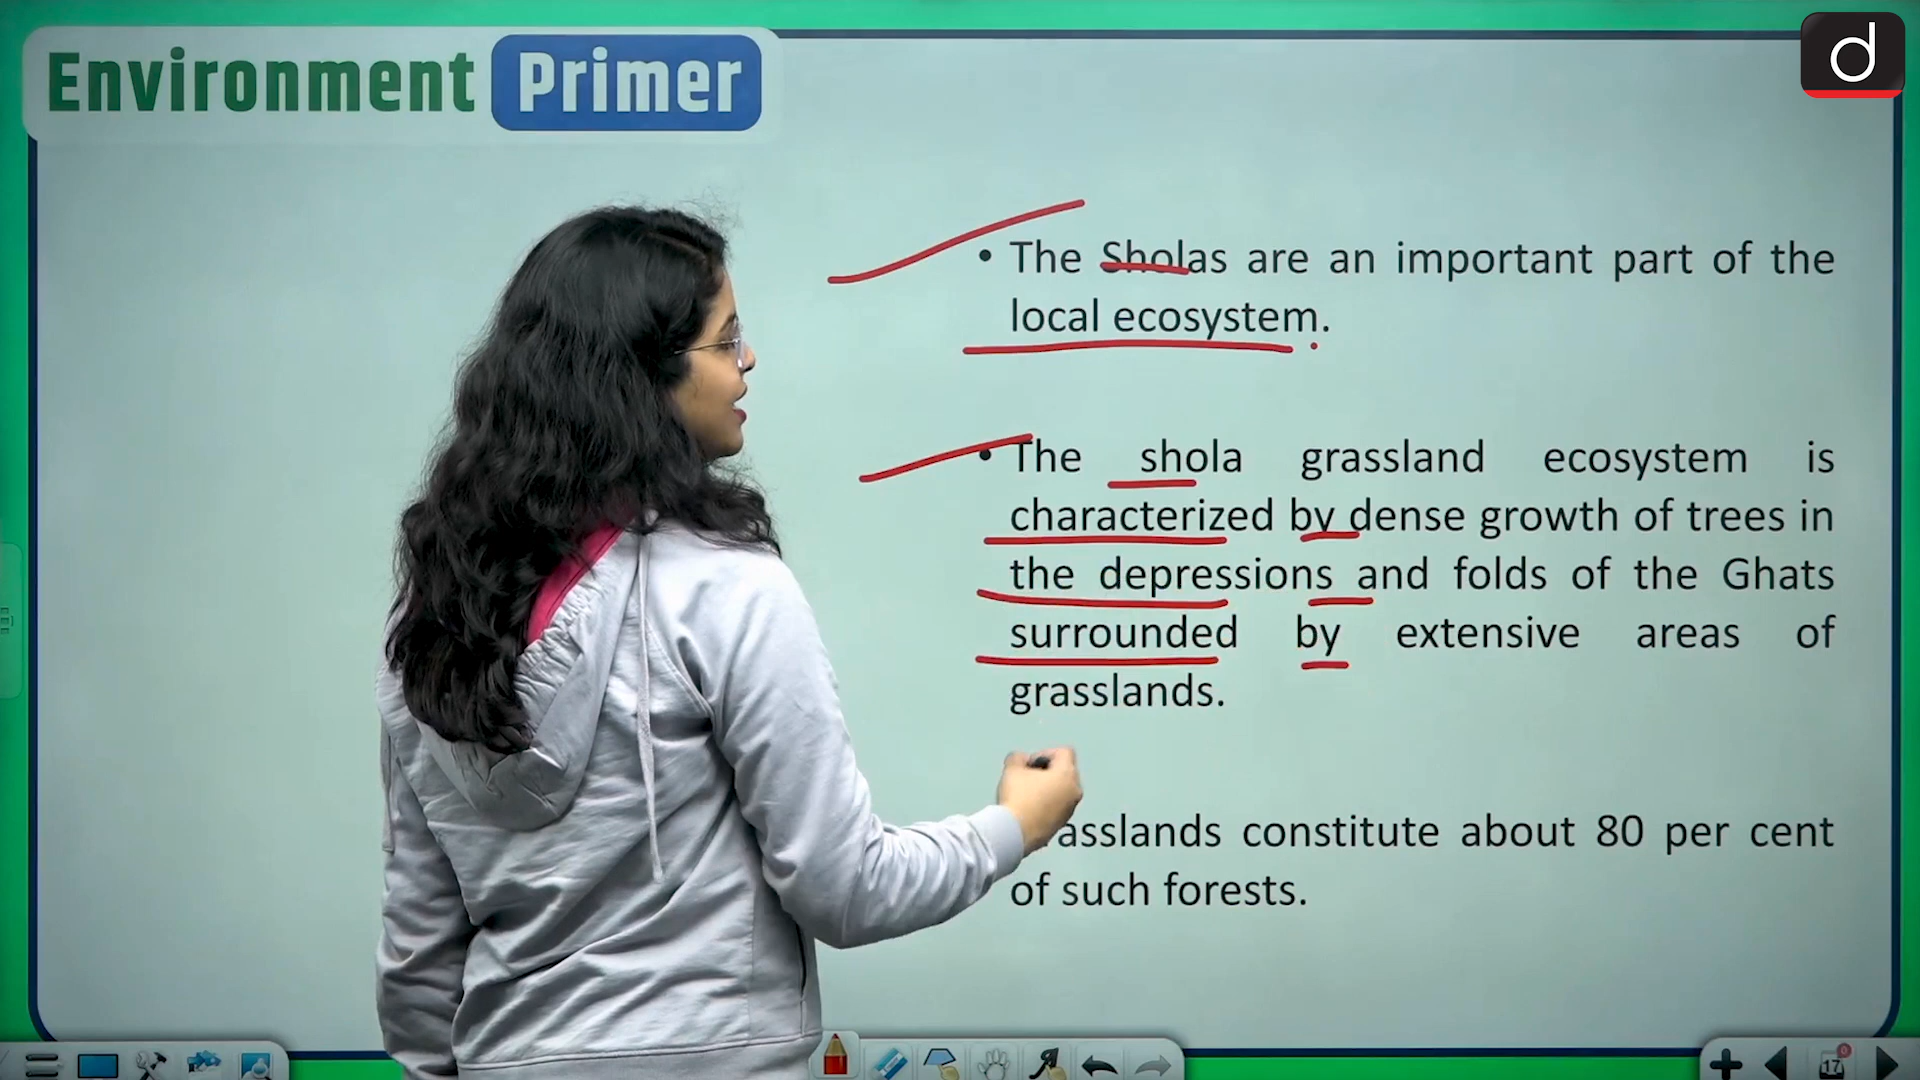 Environment Primer
d
• The Sholas are an important part of the
local ecosystem.
• The shola grassland ecosystem is
characterized by dense growth of trees in
the depressions and folds of the Ghats
surrounded by extensive areas of
grasslands.
constitute about 80 per cent
of such forests.
17